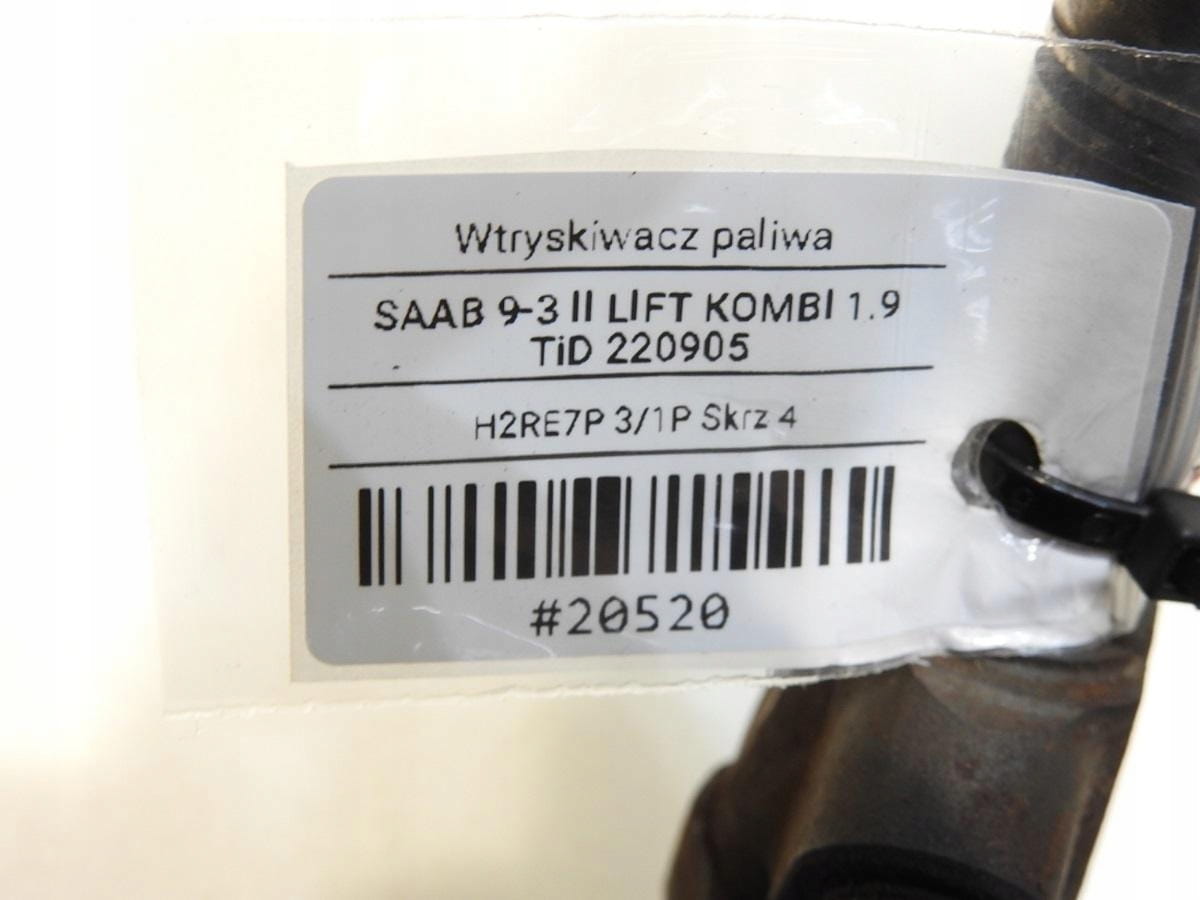 Wtryskiwacz paliwa
SAAB 9-3 II LIFT KOMBI 1.9
TiD 220905
H2RE7P 3/1P Skrz 4
#20520